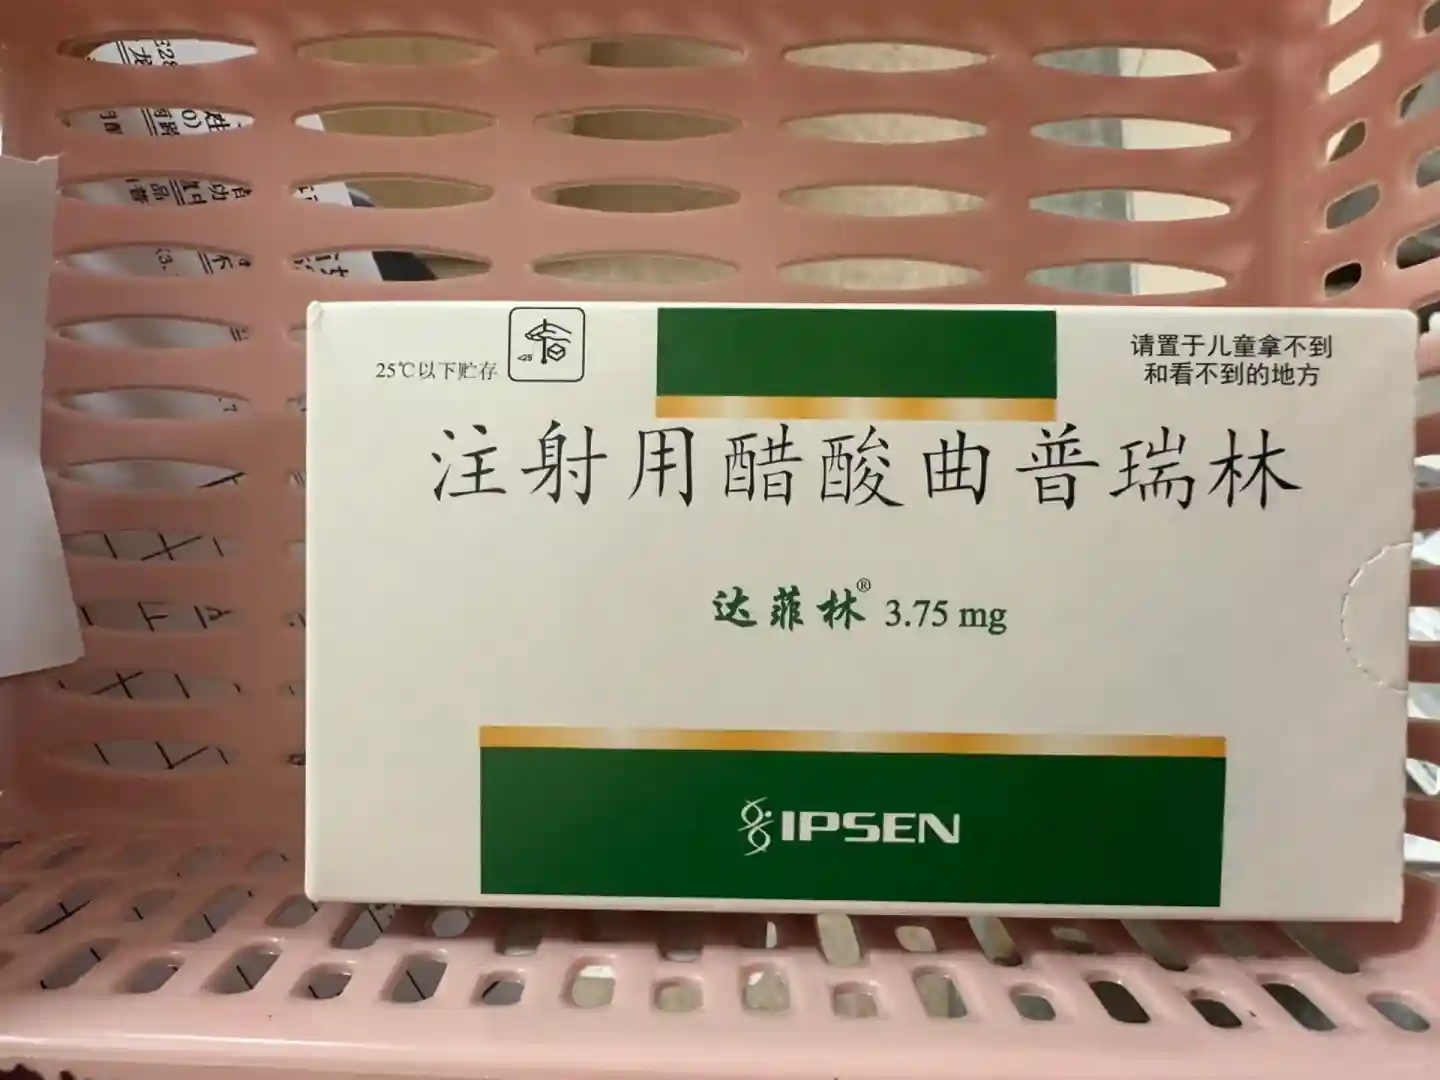 25℃以下贮存
<25
请置于儿童拿不到
和看不到的地方
注射用醋酸曲普瑞林
达菲林® 3.75 mg
IPSEN